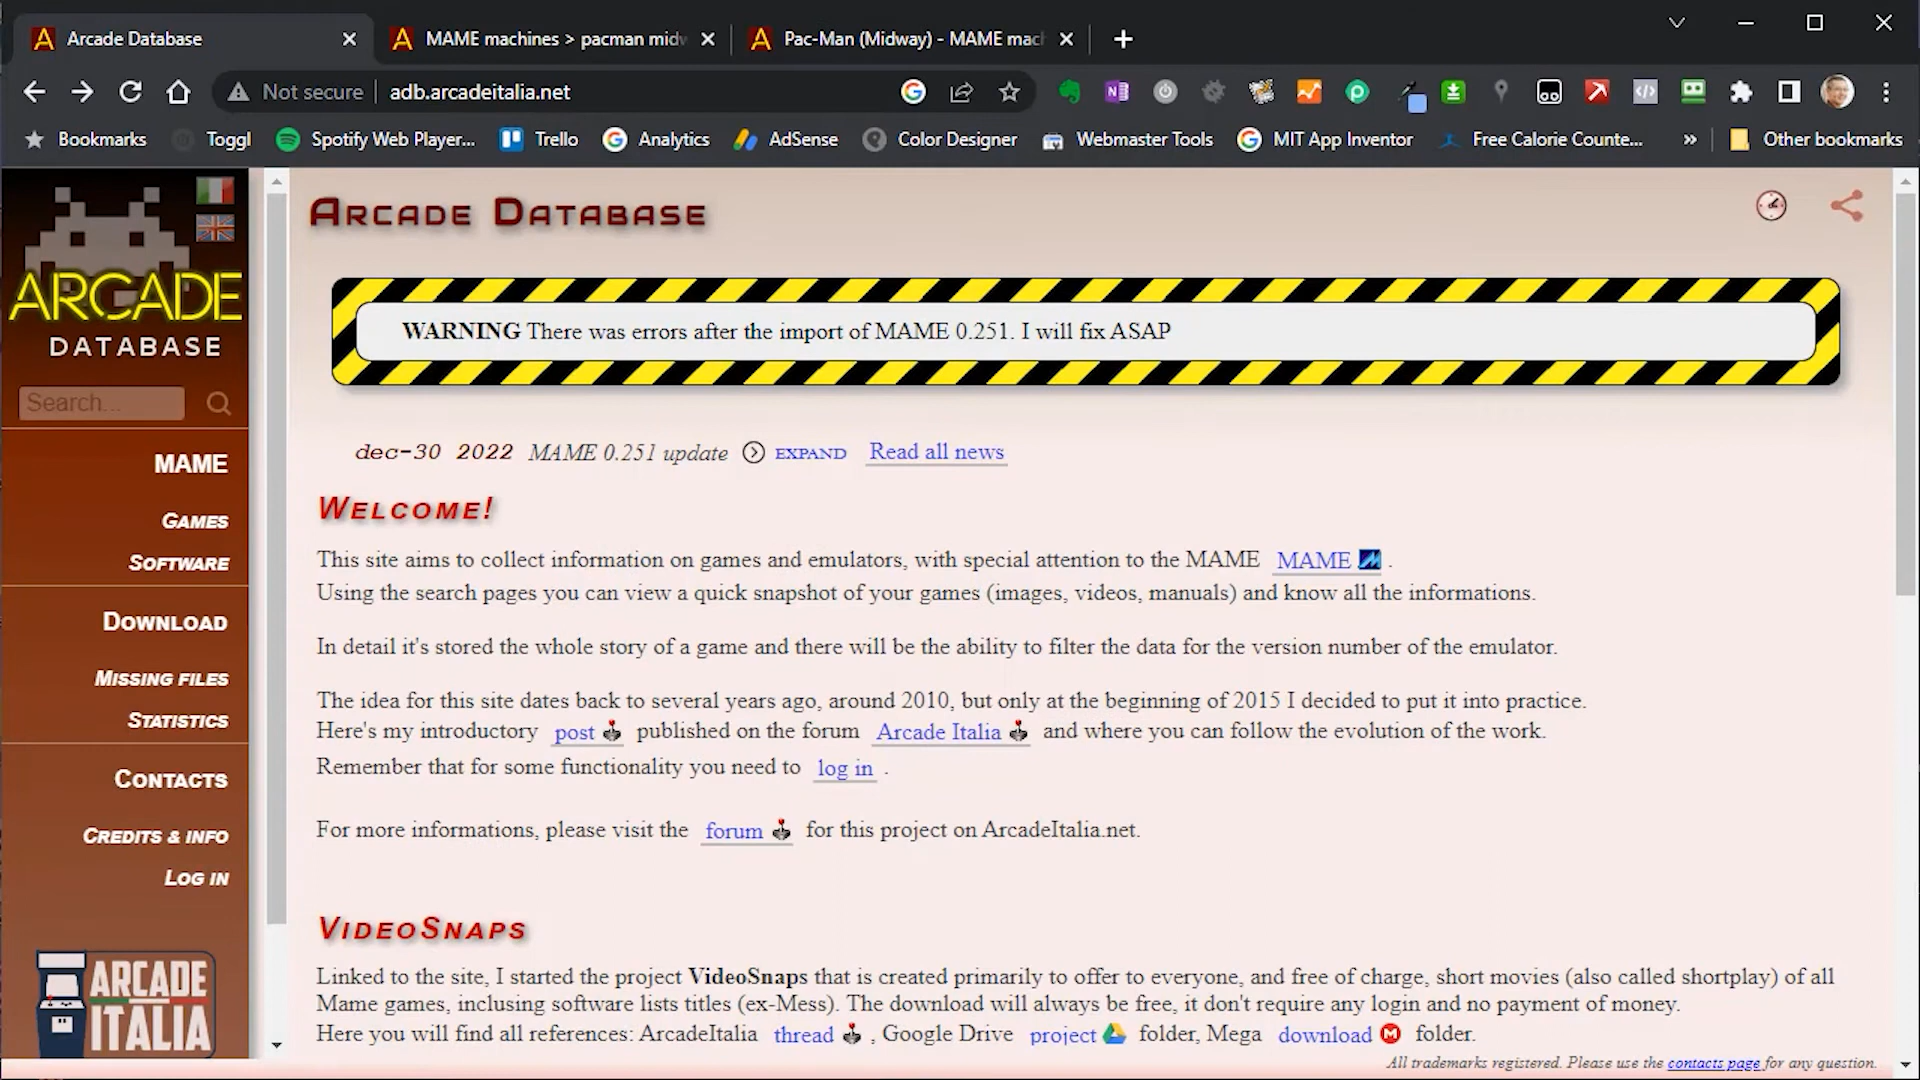 Arcade Database
MAME machines > pacman midw
Pac-Man (Midway) - MAME mac
Not secure
adb.arcadeitalia.net
Bookmarks
Toggl
Spotify Web Player...
Trello
Analytics
AdSense
Color Designer
Webmaster Tools
MIT App Inventor
Free Calorie Counte...
»
Other bookmarks
ARCADE
DATABASE
Search...
MAME
GAMES
SOFTWARE
DOWNLOAD
MISSING FILES
STATISTICS
CONTACTS
CREDITS & INFO
LOG IN
ARCADE
ITALIA
ARCADE DATABASE
WARNING There was errors after the import of MAME 0.251. I will fix ASAP
dec-30 2022 MAME 0.251 update EXPAND Read all news
WELCOME!
This site aims to collect information on games and emulators, with special attention to the MAME MAME .
Using the search pages you can view a quick snapshot of your games (images, videos, manuals) and know all the informations.
In detail it's stored the whole story of a game and there will be the ability to filter the data for the version number of the emulator.
The idea for this site dates back to several years ago, around 2010, but only at the beginning of 2015 I decided to put it into practice.
Here's my introductory post published on the forum Arcade Italia and where you can follow the evolution of the work.
Remember that for some functionality you need to log in .
For more informations, please visit the forum for this project on ArcadeItalia.net.
VIDEOSNAPS
Linked to the site, I started the project VideoSnaps that is created primarily to offer to everyone, and free of charge, short movies (also called shortplay) of all
Mame games, inclusing software lists titles (ex-Mess). The download will always be free, it don't require any login and no payment of money.
Here you will find all references: ArcadeItalia thread , Google Drive project folder, Mega download folder.
All trademarks registered. Please use the contacts page for any question.